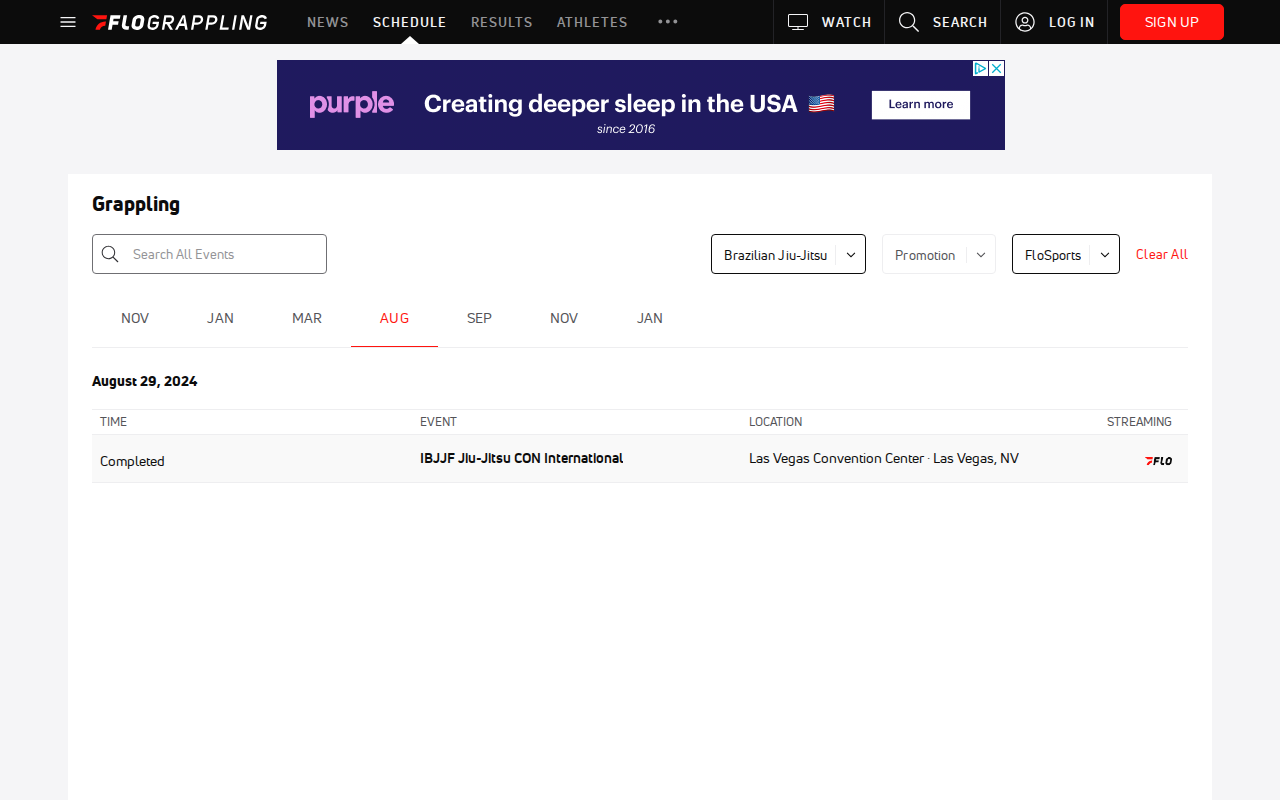 FLOGRAPPLING NEWS SCHEDULE RESULTS ATHLETES ••• WATCH SEARCH LOG IN SIGN UP
purple Creating deeper sleep in the USA 🇺🇸 Learn more
since 2016
Grappling
Search All Events Brazilian Jiu-Jitsu Promotion FloSports Clear All
NOV JAN MAR AUG SEP NOV JAN
August 29, 2024
TIME EVENT LOCATION STREAMING
Completed IBJJF Jiu-Jitsu CON International Las Vegas Convention Center · Las Vegas, NV FLO